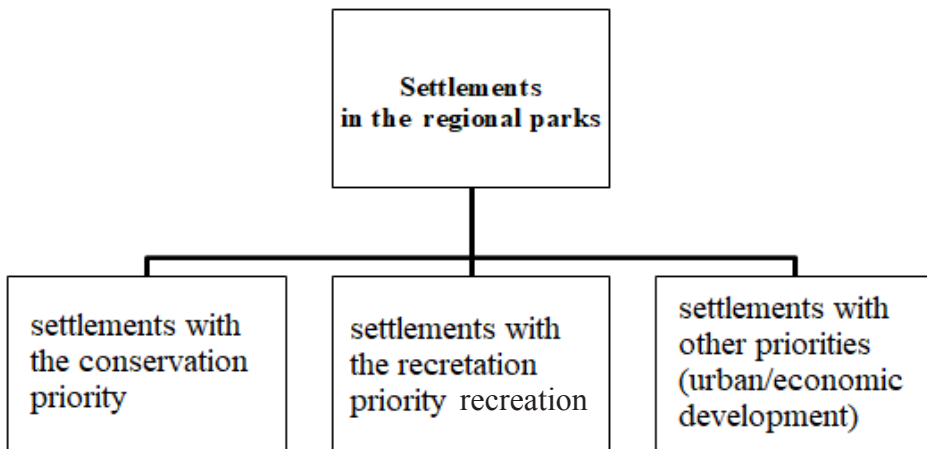 Settlements
in the regional parks
settlements with
the conservation
priority
settlements with
the recretation
priority recreation
settlements with
other priorities
(urban/economic
development)